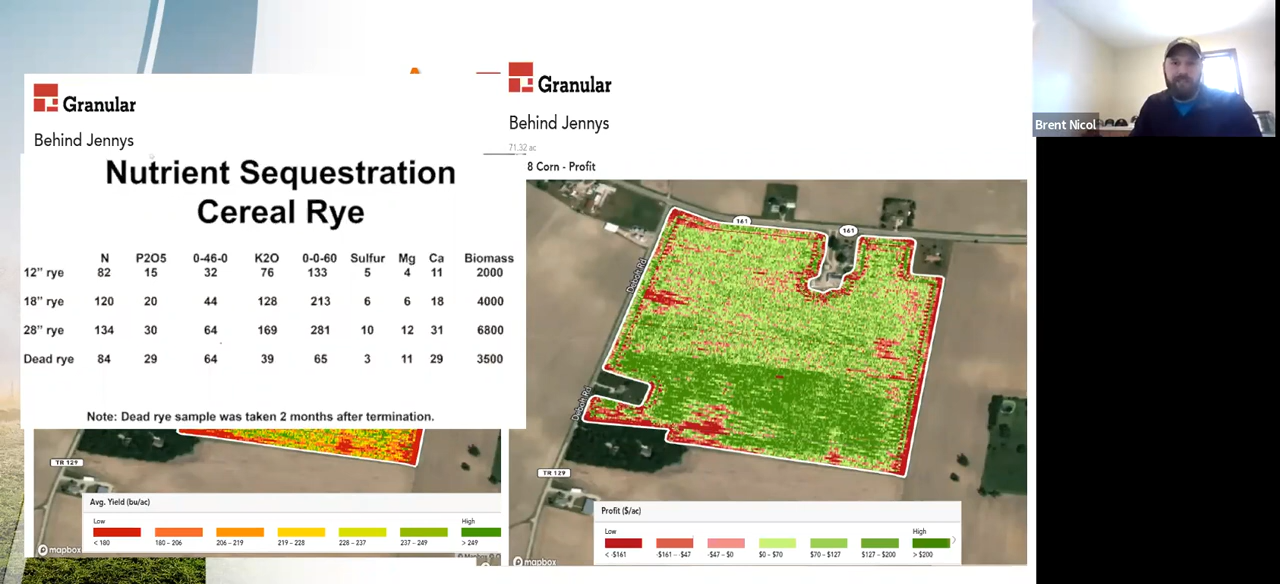 Granular
Behind Jennys
Nutrient Sequestration
Cereal Rye
N P2O5 0-46-0 K2O 0-0-60 Sulfur Mg Ca Biomass
12” rye 82 15 32 76 133 5 4 11 2000
18” rye 120 20 44 128 213 6 6 18 4000
28” rye 134 30 64 169 281 10 12 31 6800
Dead rye 84 29 64 39 65 3 11 29 3500
Note: Dead rye sample was taken 2 months after termination.
TR 129
Avg. Yield (bu/ac)
Low High
< 180 180 – 206 206 – 219 219 – 228 228 – 237 237 – 249 > 249
mapbox
Granular
Behind Jennys
71.32 ac
8 Corn - Profit
161
161
Debolt Rd
Debolt Rd
TR 129
Profit ($/ac)
Low High
< -$161 -$161 – -$47 -$47 – $0 $0 – $70 $70 – $127 $127 – $200 > $200
mapbox
Brent Nicol